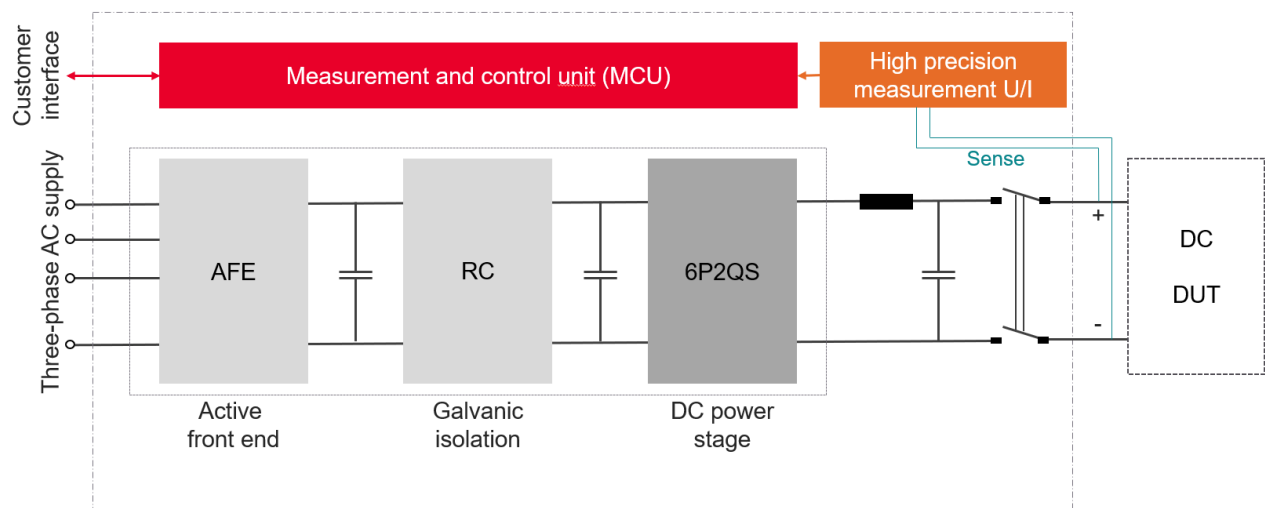 Customer
interface
Measurement and control unit (MCU)
High precision
measurement U/I
Sense
Three-phase AC supply
AFE
RC
6P2QS
+
-
DC
DUT
Active
front end
Galvanic
isolation
DC power
stage